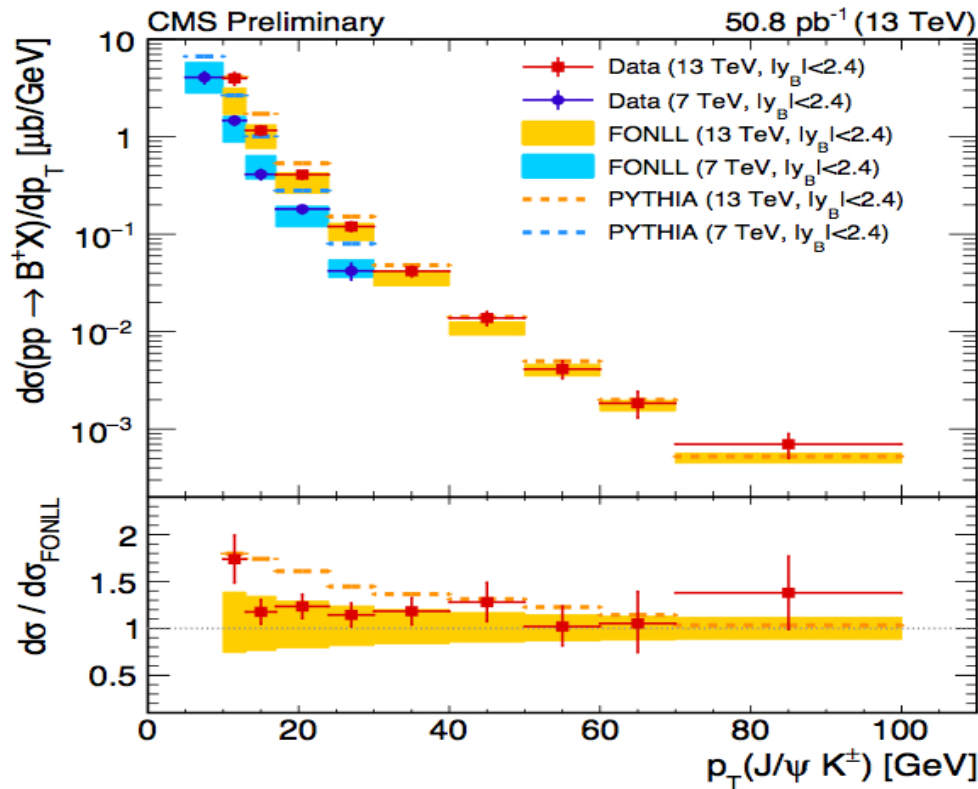 CMS Preliminary 50.8 pb⁻¹ (13 TeV)
dσ(pp → B⁺X)/dp_T [μb/GeV]
10
1
10⁻¹
10⁻²
10⁻³
Data (13 TeV, |y_B|<2.4)
Data (7 TeV, |y_B|<2.4)
FONLL (13 TeV, |y_B|<2.4)
FONLL (7 TeV, |y_B|<2.4)
PYTHIA (13 TeV, |y_B|<2.4)
PYTHIA (7 TeV, |y_B|<2.4)
dσ / dσ_FONLL
2
1.5
1
0.5
0 20 40 60 80 100
p_T(J/ψ K±) [GeV]